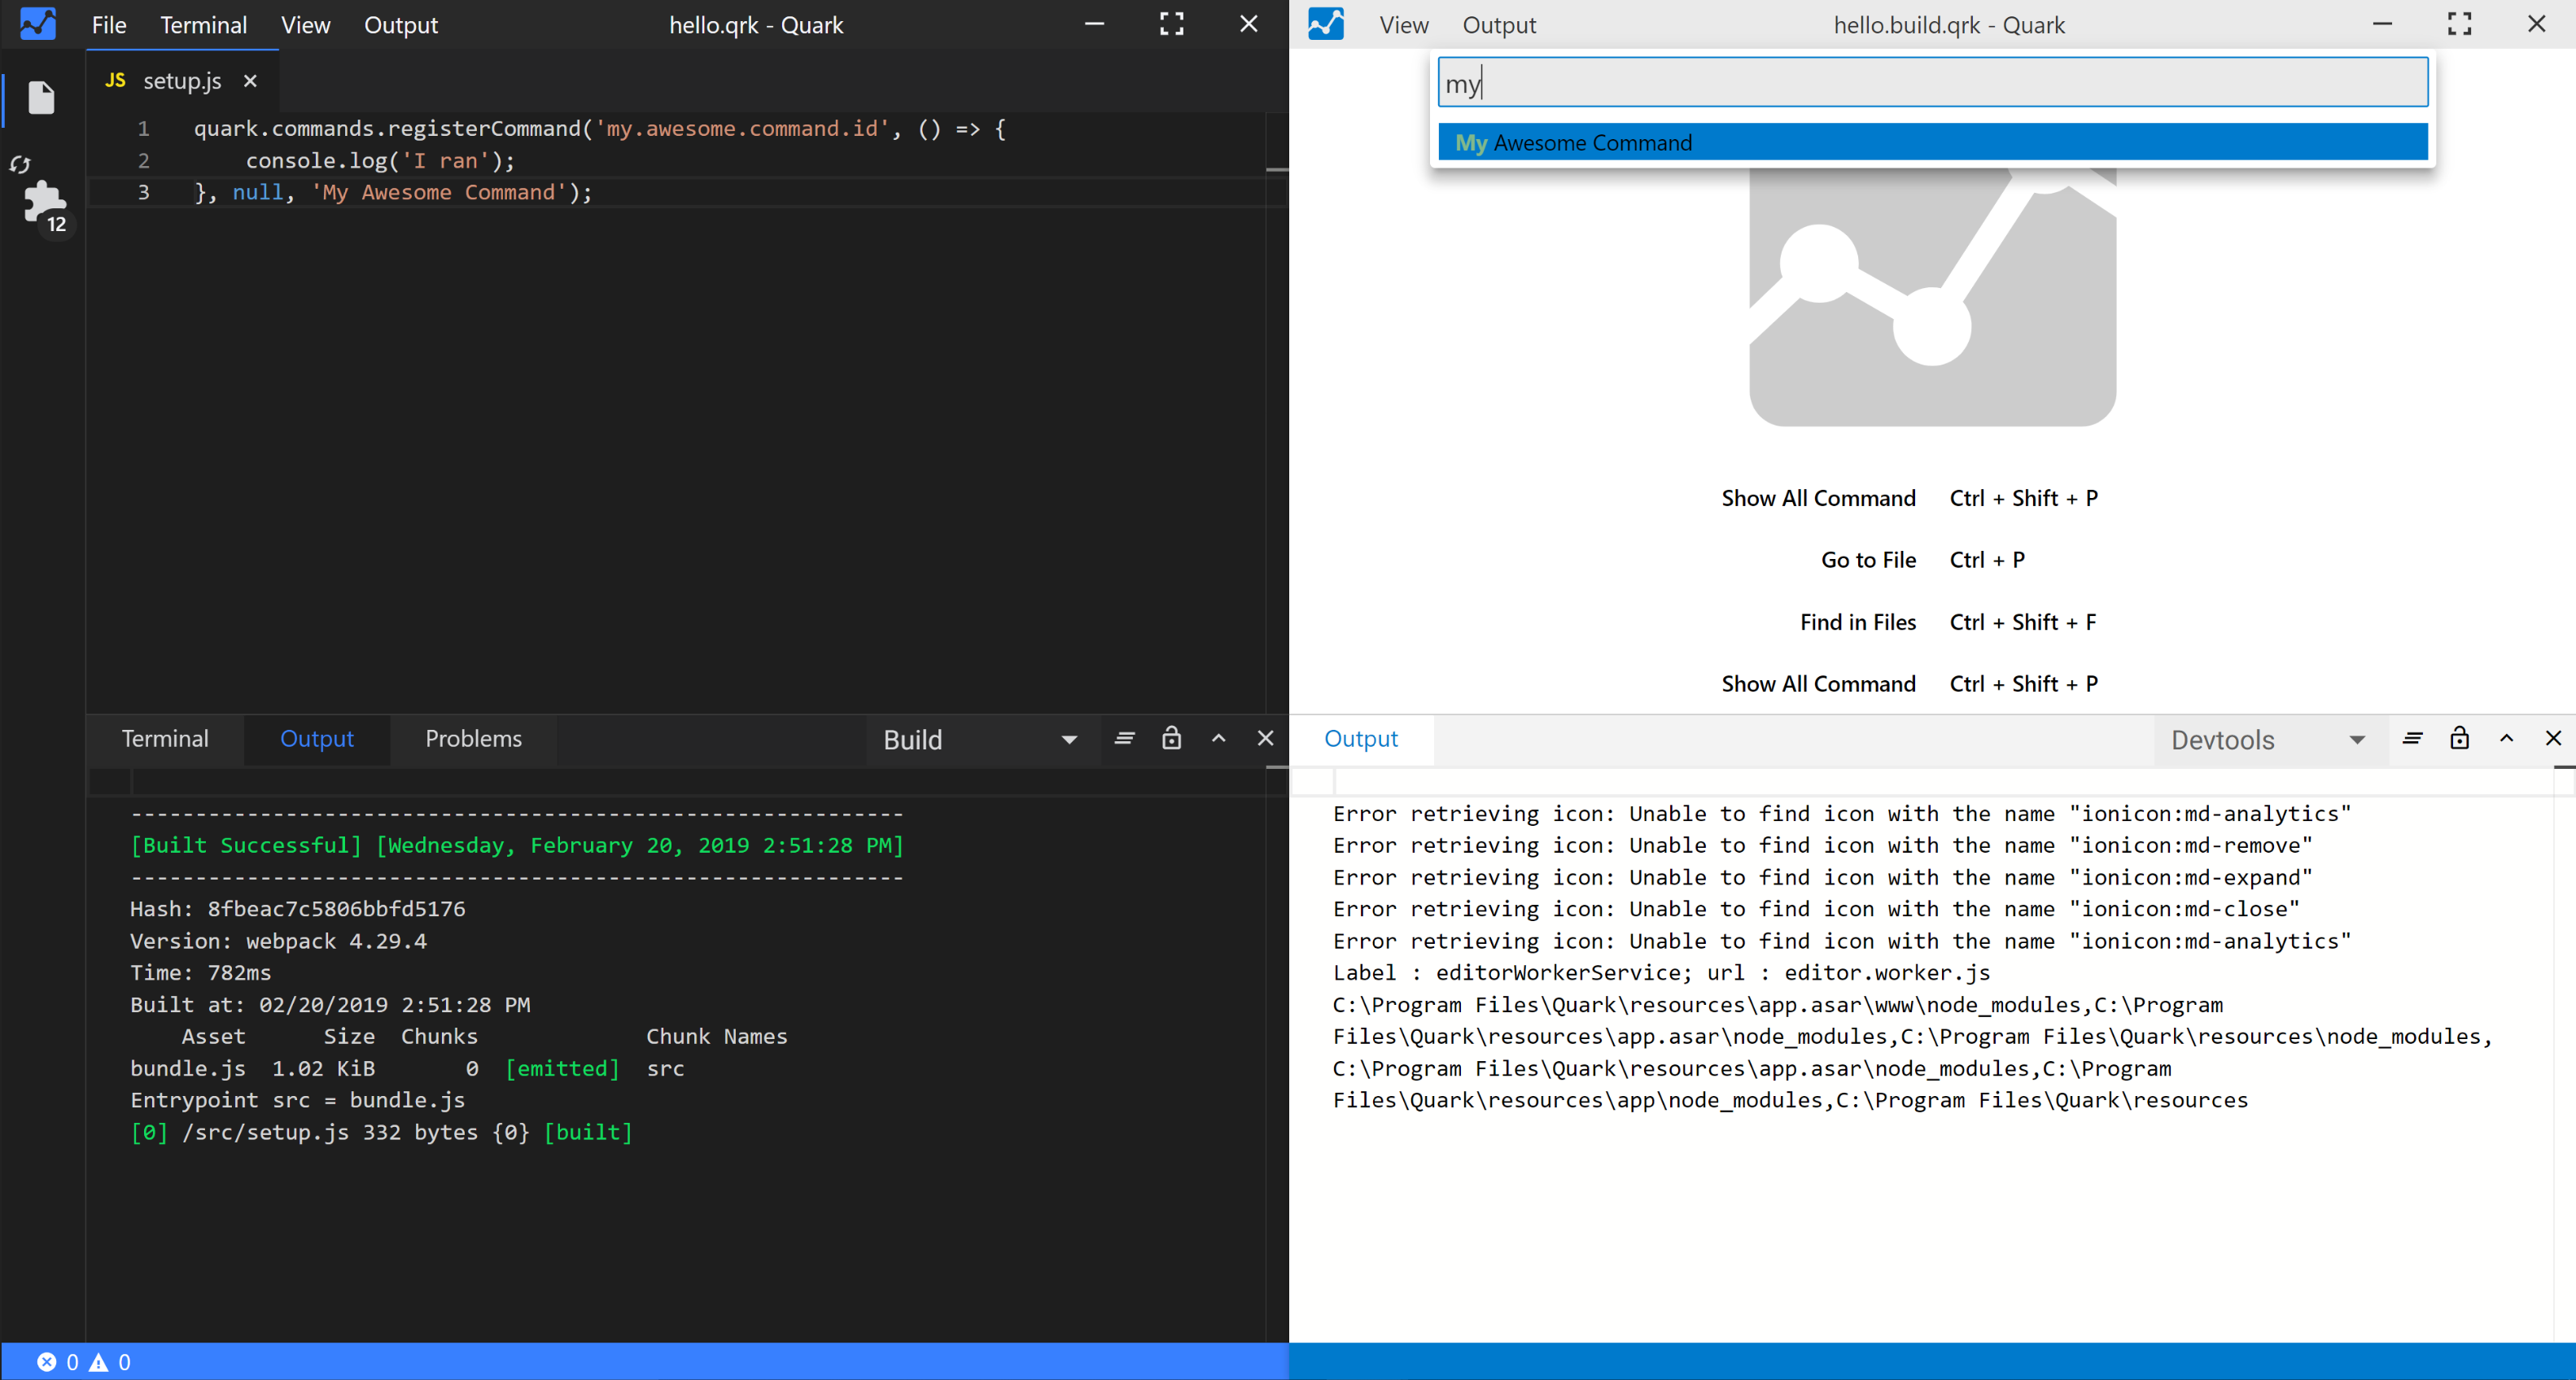 File Terminal View Output hello.qrk - Quark
JS setup.js
1 quark.commands.registerCommand('my.awesome.command.id', () => {
2 console.log('I ran');
3 }, null, 'My Awesome Command');
12
Terminal Output Problems Build
------------------------------------------------------------
[Built Successful] [Wednesday, February 20, 2019 2:51:28 PM]
------------------------------------------------------------
Hash: 8fbeac7c5806bbfd5176
Version: webpack 4.29.4
Time: 782ms
Built at: 02/20/2019 2:51:28 PM
Asset Size Chunks Chunk Names
bundle.js 1.02 KiB 0 [emitted] src
Entrypoint src = bundle.js
[0] /src/setup.js 332 bytes {0} [built]
0 0
View Output hello.build.qrk - Quark
my
My Awesome Command
Show All Command Ctrl + Shift + P
Go to File Ctrl + P
Find in Files Ctrl + Shift + F
Show All Command Ctrl + Shift + P
Output Devtools
Error retrieving icon: Unable to find icon with the name "ionicon:md-analytics"
Error retrieving icon: Unable to find icon with the name "ionicon:md-remove"
Error retrieving icon: Unable to find icon with the name "ionicon:md-expand"
Error retrieving icon: Unable to find icon with the name "ionicon:md-close"
Error retrieving icon: Unable to find icon with the name "ionicon:md-analytics"
Label : editorWorkerService; url : editor.worker.js
C:\Program Files\Quark\resources\app.asar\www\node_modules,C:\Program
Files\Quark\resources\app.asar\node_modules,C:\Program Files\Quark\resources\node_modules,
C:\Program Files\Quark\resources\app.asar\node_modules,C:\Program
Files\Quark\resources\app\node_modules,C:\Program Files\Quark\resources